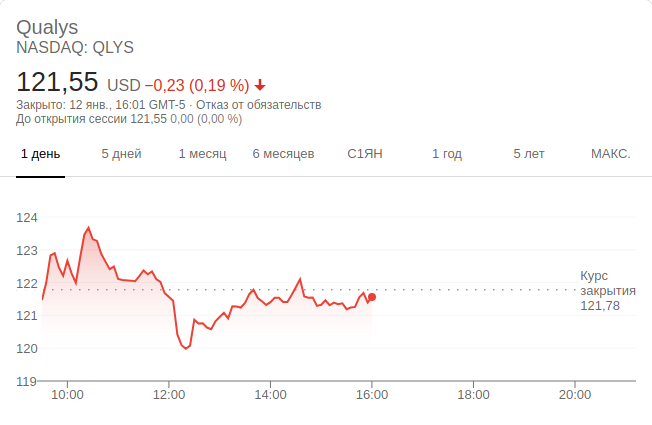 Qualys
NASDAQ: QLYS
121,55 USD −0,23 (0,19 %)
Закрыто: 12 янв., 16:01 GMT-5 · Отказ от обязательств
До открытия сессии 121,55 0,00 (0,00 %)
1 день 5 дней 1 месяц 6 месяцев С1ЯН 1 год 5 лет МАКС.
124
123
122
121
120
119
Курс
закрытия
121,78
10:00 12:00 14:00 16:00 18:00 20:00